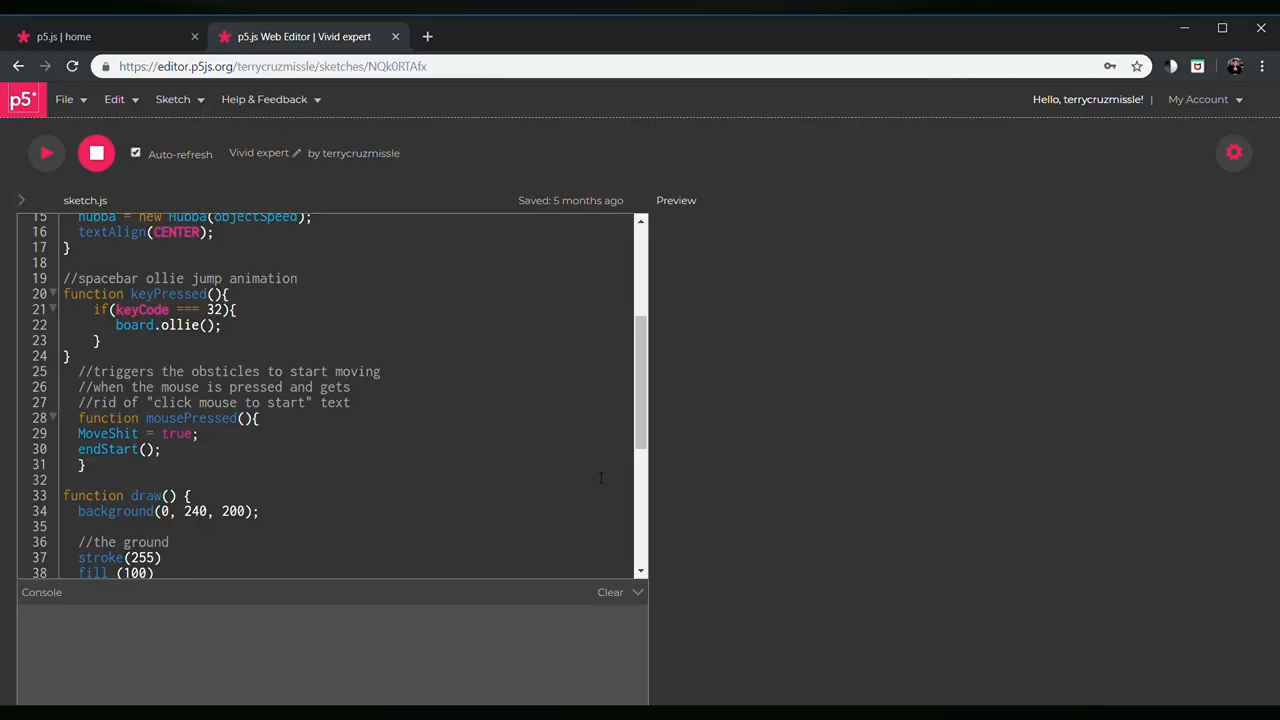 p5.js | home
p5.js Web Editor | Vivid expert
https://editor.p5js.org/terrycruzmissle/sketches/NQk0RTAfx
p5*
File Edit Sketch Help & Feedback
Hello, terrycruzmissle! | My Account
Auto-refresh
Vivid expert by terrycruzmissle
sketch.js
Saved: 5 months ago
Preview
15 hubba = new Hubba(objectSpeed);
16 textAlign(CENTER);
17 }
18
19 //spacebar ollie jump animation
20 function keyPressed(){
21 if(keyCode === 32){
22 board.ollie();
23 }
24 }
25 //triggers the obsticles to start moving
26 //when the mouse is pressed and gets
27 //rid of "click mouse to start" text
28 function mousePressed(){
29 MoveShit = true;
30 endStart();
31 }
32
33 function draw() {
34 background(0, 240, 200);
35
36 //the ground
37 stroke(255)
38 fill (100)
Console
Clear